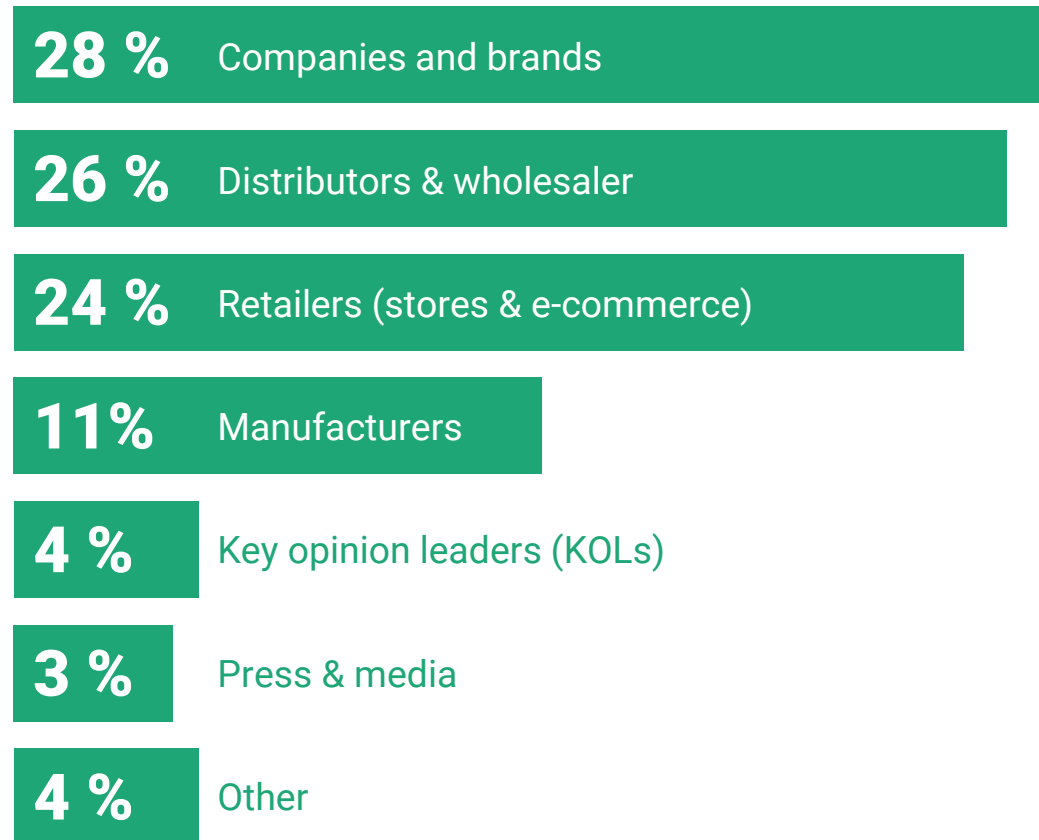 28 % Companies and brands
26 % Distributors & wholesaler
24 % Retailers (stores & e-commerce)
11% Manufacturers
4 % Key opinion leaders (KOLs)
3 % Press & media
4 % Other